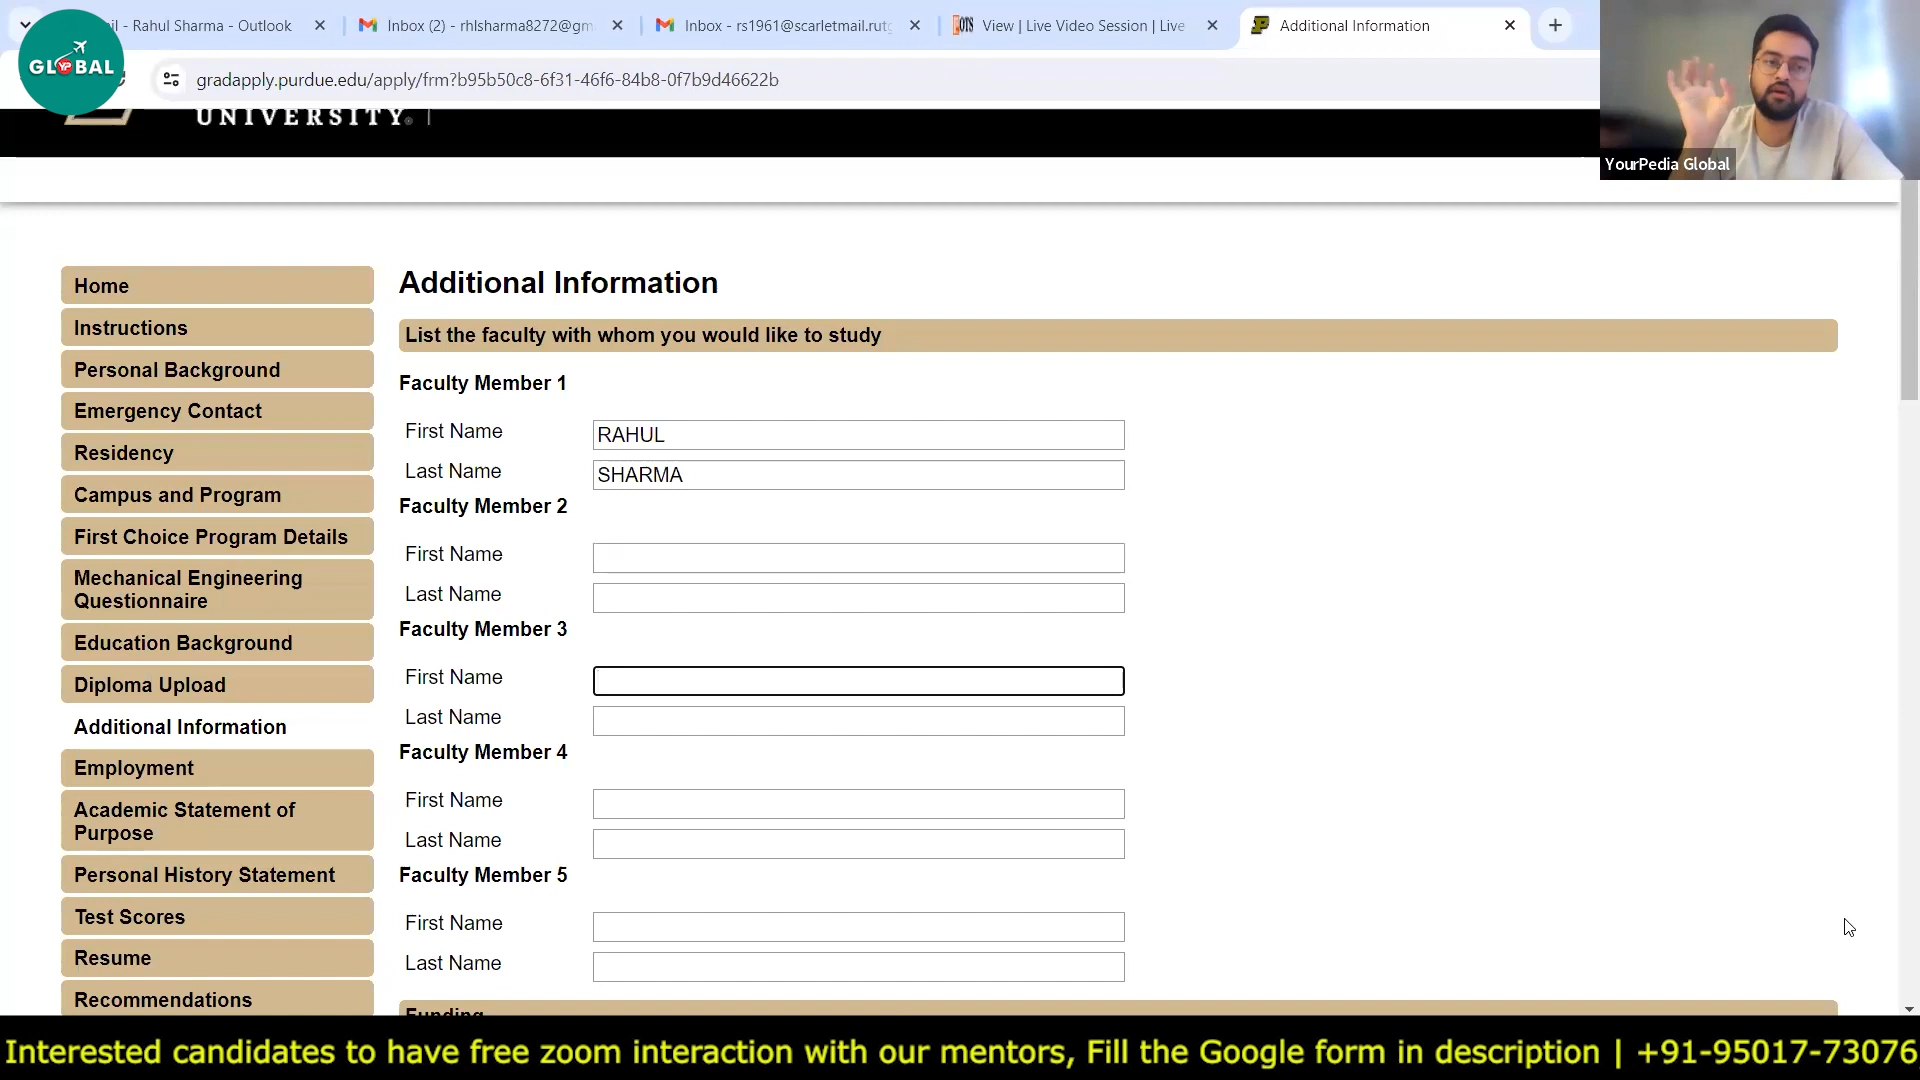 il - Rahul Sharma - Outlook
Inbox (2) - rhlsharma8272@gm
Inbox - rs1961@scarletmail.rutg
View | Live Video Session | Live
Additional Information
GLOBAL
YP
gradapply.purdue.edu/apply/frm?b95b50c8-6f31-46f6-84b8-0f7b9d46622b
UNIVERSITY®
YourPedia Global
Home
Instructions
Personal Background
Emergency Contact
Residency
Campus and Program
First Choice Program Details
Mechanical Engineering
Questionnaire
Education Background
Diploma Upload
Additional Information
Employment
Academic Statement of
Purpose
Personal History Statement
Test Scores
Resume
Recommendations
Additional Information
List the faculty with whom you would like to study
Faculty Member 1
First Name RAHUL
Last Name SHARMA
Faculty Member 2
First Name
Last Name
Faculty Member 3
First Name
Last Name
Faculty Member 4
First Name
Last Name
Faculty Member 5
First Name
Last Name
Funding
Interested candidates to have free zoom interaction with our mentors, Fill the Google form in description | +91-95017-73076